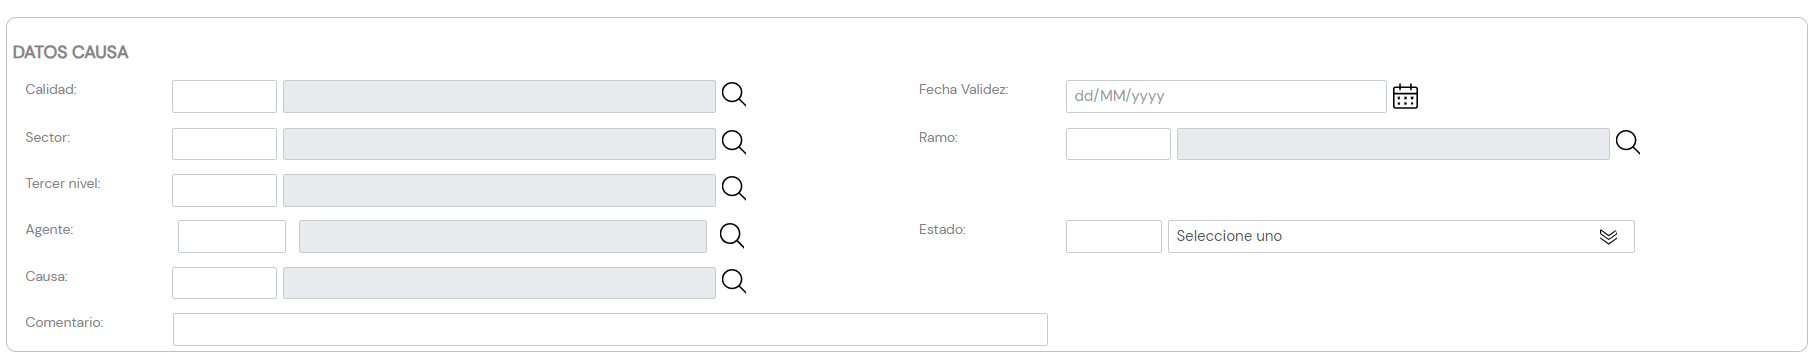 DATOS CAUSA
Calidad:
Fecha Validez: dd/MM/yyyy
Sector:
Ramo:
Tercer nivel:
Agente:
Estado: Seleccione uno
Causa:
Comentario: